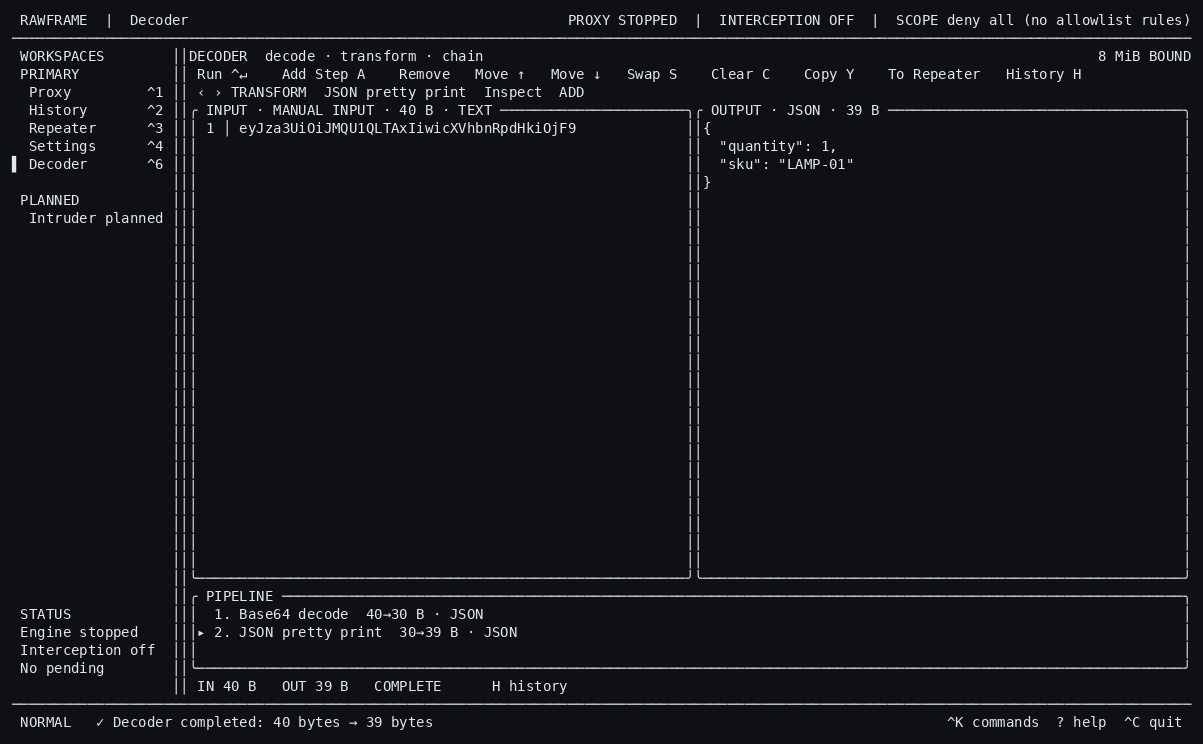 RAWFRAME | Decoder PROXY STOPPED | INTERCEPTION OFF | SCOPE deny all (no allowlist rules)
WORKSPACES DECODER decode · transform · chain 8 MiB BOUND
PRIMARY Run ^↵ Add Step A Remove Move ↑ Move ↓ Swap S Clear C Copy Y To Repeater History H
Proxy ^1 ‹ › TRANSFORM JSON pretty print Inspect ADD
History ^2 INPUT · MANUAL INPUT · 40 B · TEXT OUTPUT · JSON · 39 B
Repeater ^3 1 │ eyJza3UiOiJMQU1QLTAxIiwicXVhbnRpdHkiOjF9 {
Settings ^4 "quantity": 1,
Decoder ^6 "sku": "LAMP-01"
}
PLANNED
Intruder planned
PIPELINE
STATUS 1. Base64 decode 40→30 B · JSON
Engine stopped ▸ 2. JSON pretty print 30→39 B · JSON
Interception off
No pending
IN 40 B OUT 39 B COMPLETE H history
NORMAL ✓ Decoder completed: 40 bytes → 39 bytes ^K commands ? help ^C quit